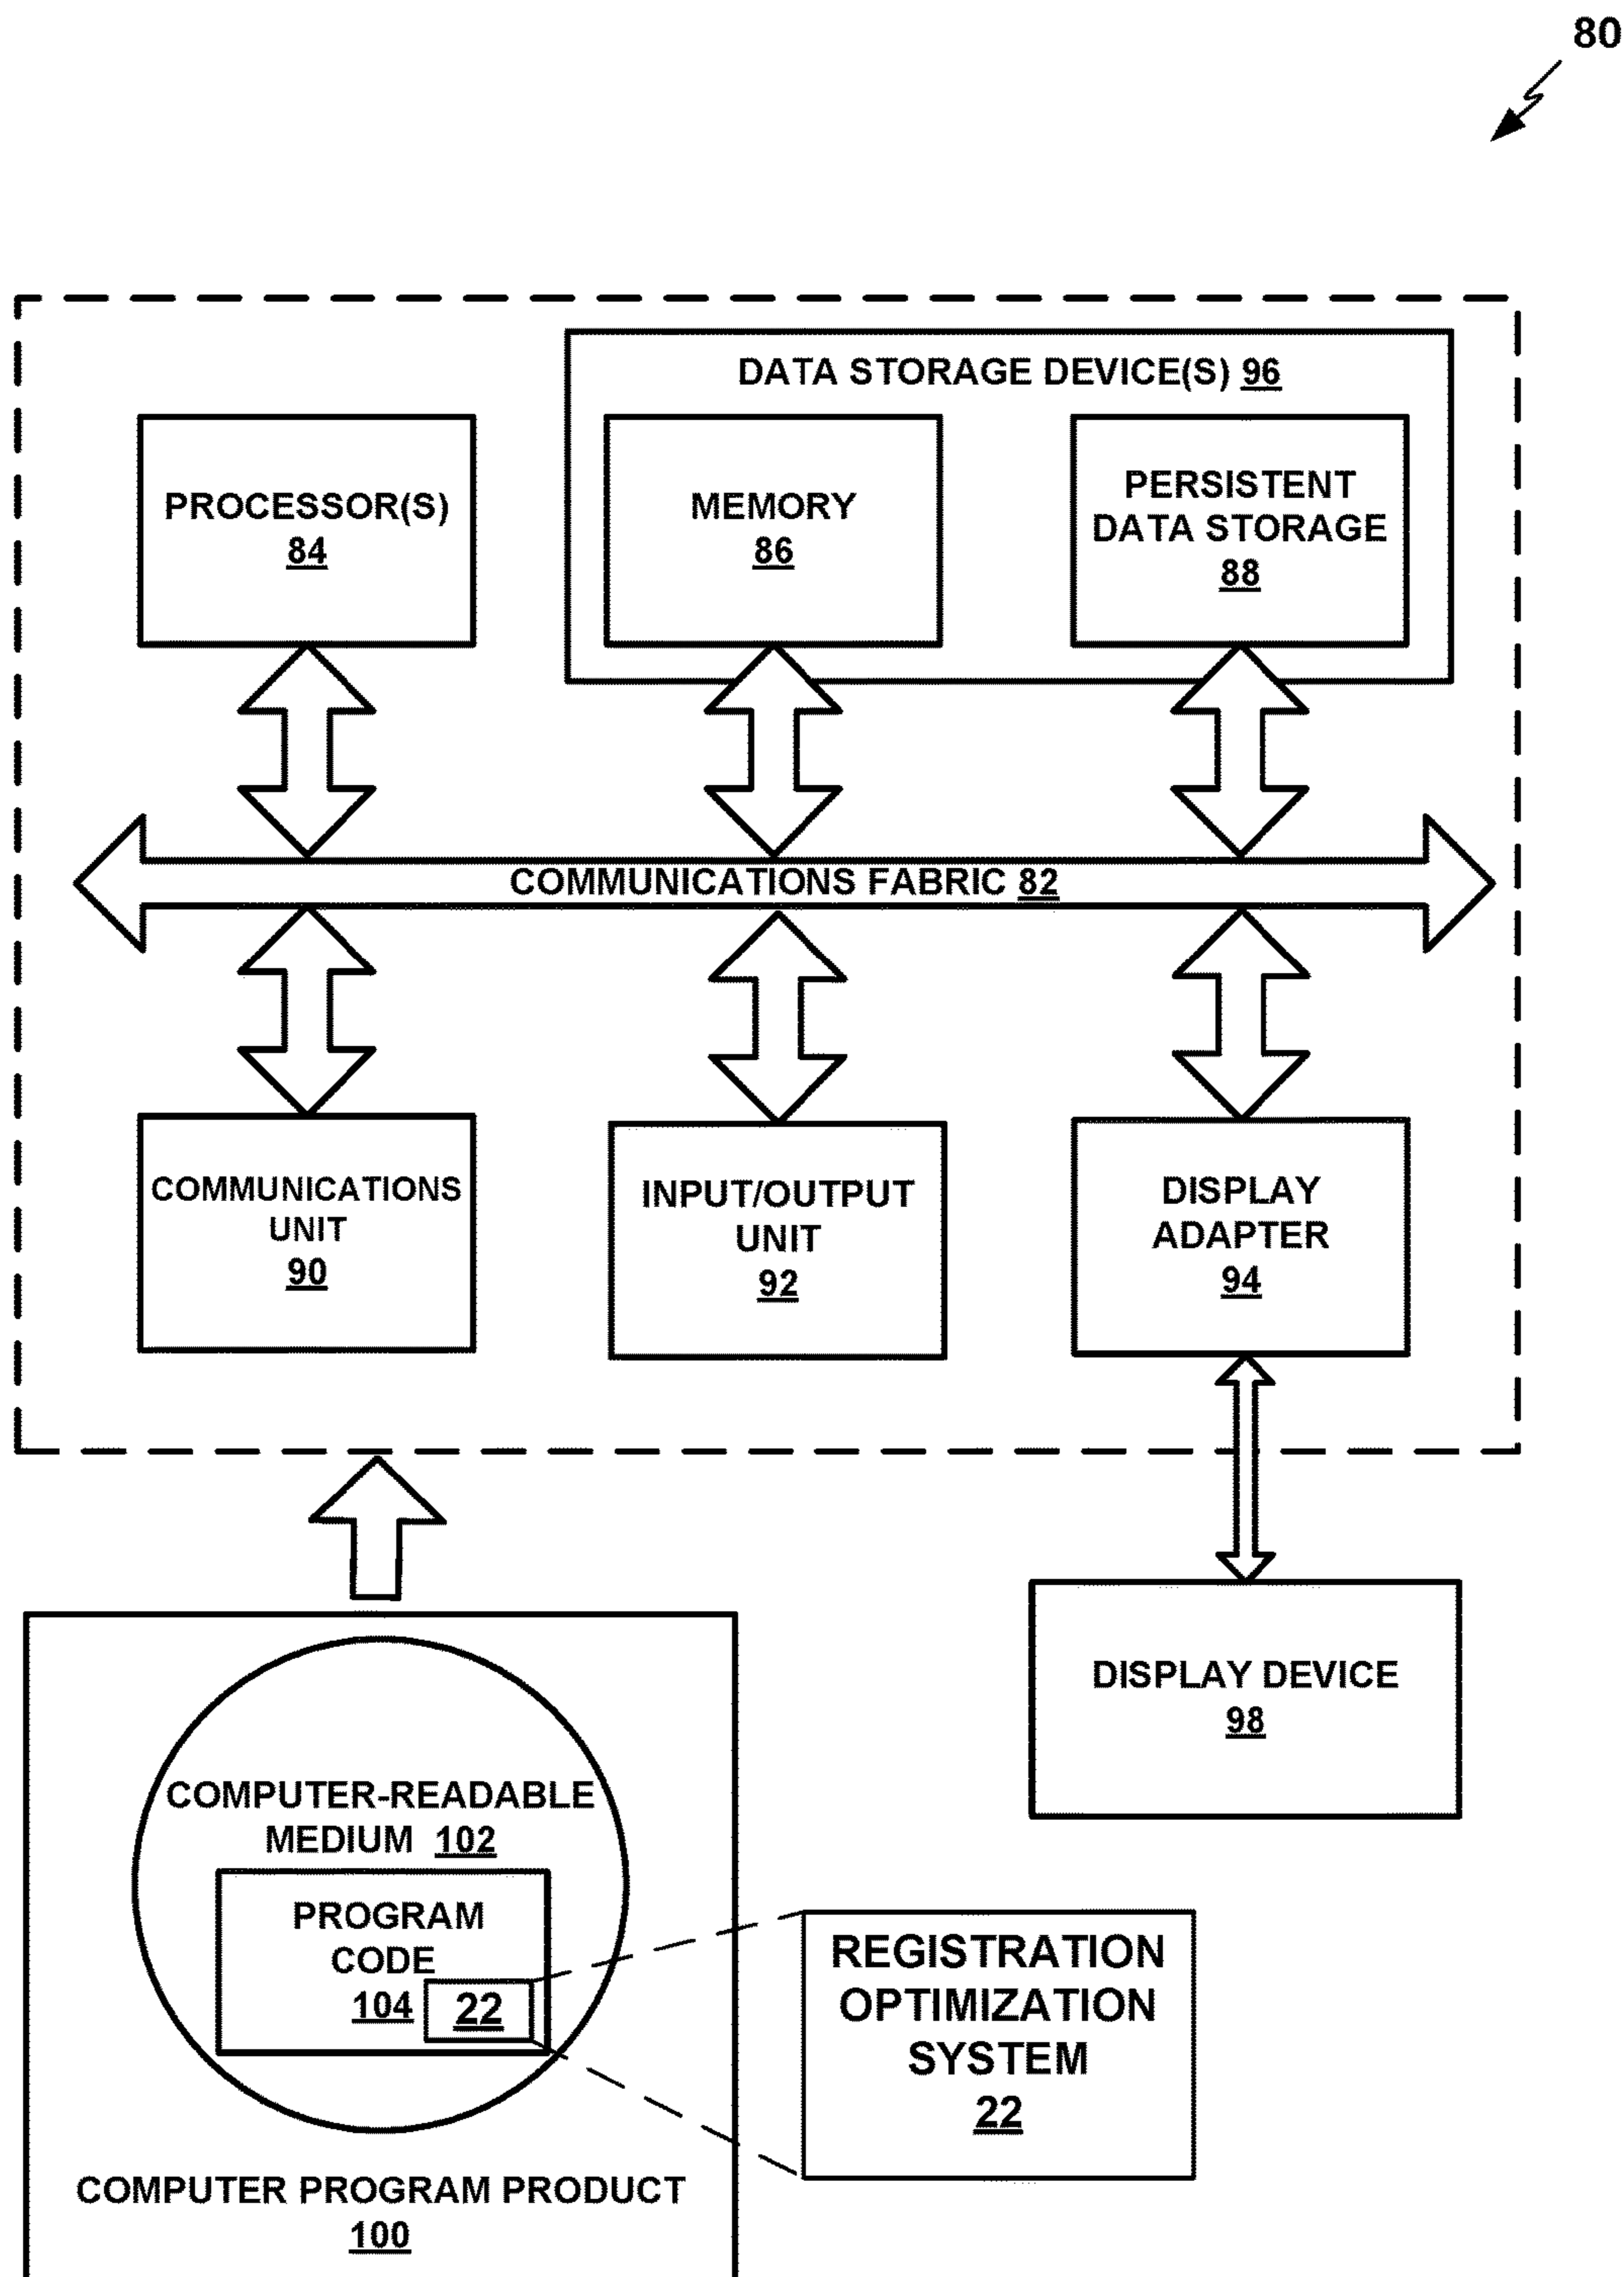 80
DATA STORAGE DEVICE(S) 96
PROCESSOR(S)
84
MEMORY
86
PERSISTENT
DATA STORAGE
88
COMMUNICATIONS FABRIC 82
COMMUNICATIONS
UNIT
90
INPUT/OUTPUT
UNIT
92
DISPLAY
ADAPTER
94
DISPLAY DEVICE
98
COMPUTER-READABLE
MEDIUM 102
PROGRAM
CODE
104
22
REGISTRATION
OPTIMIZATION
SYSTEM
22
COMPUTER PROGRAM PRODUCT
100